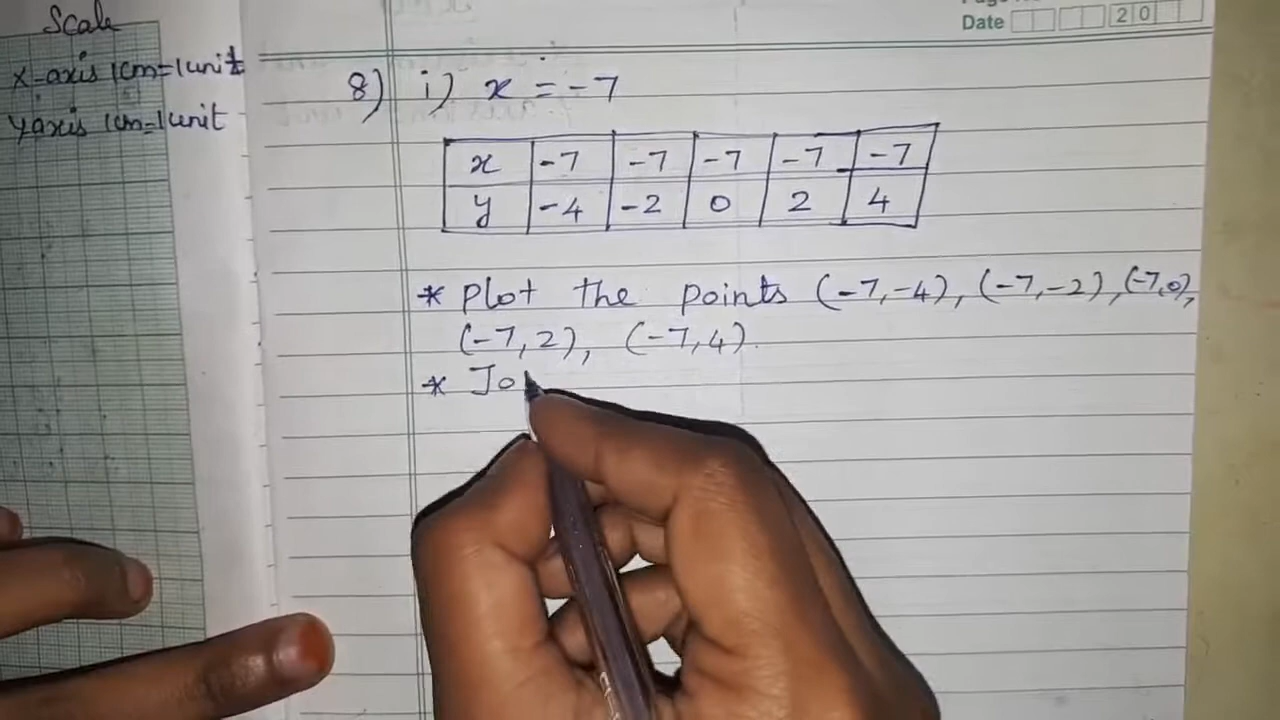 Scale
x-axis 1cm=1unit
y axis 1cm=1unit
Date 20
8) i) x = -7
x -7 -7 -7 -7 -7
y -4 -2 0 2 4
* Plot the points (-7,-4), (-7,-2), (-7,0),
(-7,2), (-7,4).
* Jo